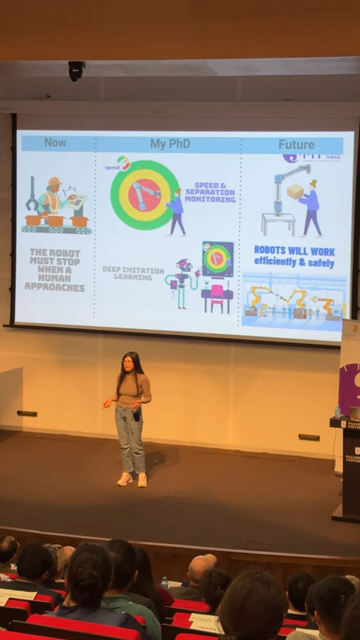 Now
My PhD
Future
speed
SPEED &
SEPARATION
MONITORING
THE ROBOT
MUST STOP
WHEN A
HUMAN
APPROACHES
DEEP IMITATION
LEARNING
ROBOTS WILL WORK
efficiently & safely